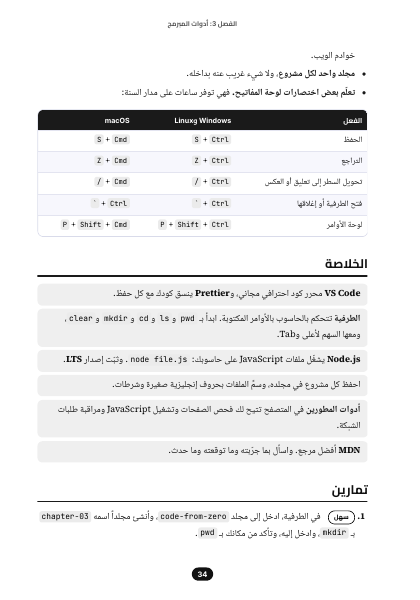 الفصل 3: أدوات المبرمج
خوادم الويب.
• مجلد واحد لكل مشروع، ولا شيء غريب عنه بداخله.
• تعلّم بعض اختصارات لوحة المفاتيح، فهي توفر ساعات على مدار السنة:
الفعل Linuxو Windows macOS
الحفظ Ctrl + S Cmd + S
التراجع Ctrl + Z Cmd + Z
تحويل السطر إلى تعليق أو العكس Ctrl + / Cmd + /
فتح الطرفية أو إغلاقها Ctrl + ` Ctrl + `
لوحة الأوامر Ctrl + Shift + P Cmd + Shift + P
الخلاصة
VS Code محرر كود احترافي مجاني، وPrettier ينسق كودك مع كل حفظ.
الطرفية تتحكم بالحاسوب بالأوامر المكتوبة. ابدأ بـ pwd و ls و cd و mkdir و clear ،
ومعها السهم لأعلى وTab.
Node.js يشغّل ملفات JavaScript على حاسوبك: node file.js . وثبّت إصدار LTS.
احفظ كل مشروع في مجلده، وسمِّ الملفات بحروف إنجليزية صغيرة وشرطات.
أدوات المطورين في المتصفح تتيح لك فحص الصفحات وتشغيل JavaScript ومراقبة طلبات
الشبكة.
MDN أفضل مرجع. واسأل بما جرّبته وما توقعته وما حدث.
تمارين
1. سهل في الطرفية، ادخل إلى مجلد code-from-zero ، وأنشئ مجلداً اسمه chapter-03
بـ mkdir ، وادخل إليه، وتأكد من مكانك بـ pwd .
34